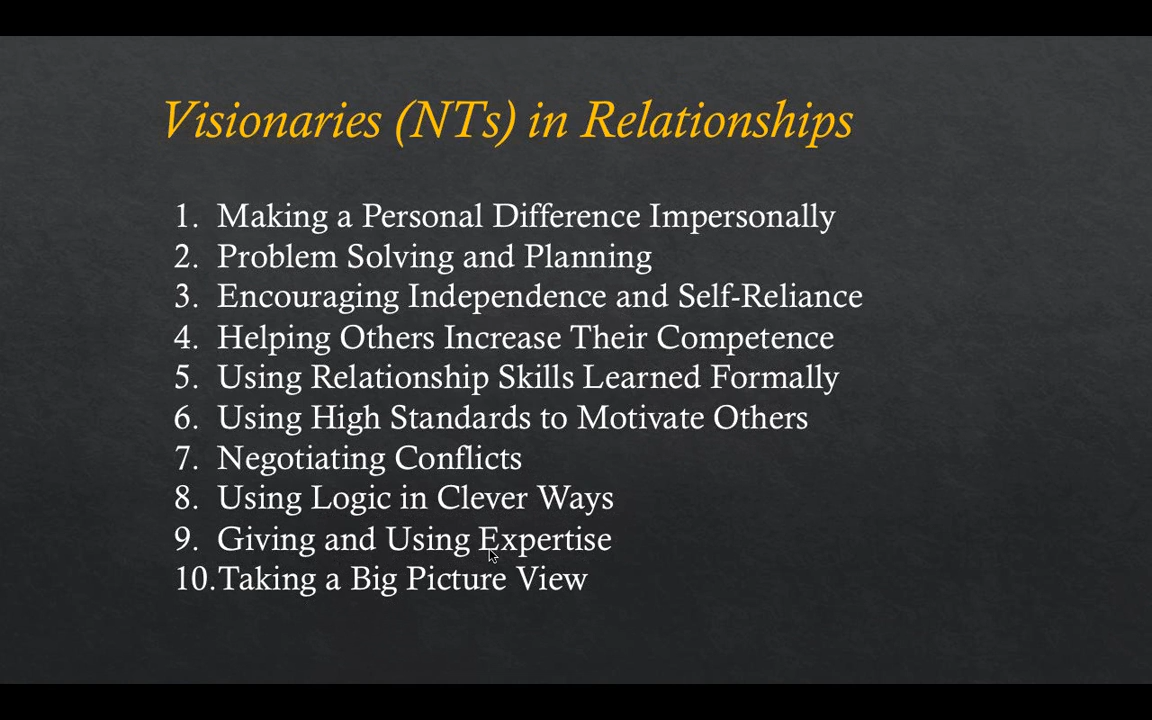 Visionaries (NTs) in Relationships
1. Making a Personal Difference Impersonally
2. Problem Solving and Planning
3. Encouraging Independence and Self-Reliance
4. Helping Others Increase Their Competence
5. Using Relationship Skills Learned Formally
6. Using High Standards to Motivate Others
7. Negotiating Conflicts
8. Using Logic in Clever Ways
9. Giving and Using Expertise
10.Taking a Big Picture View